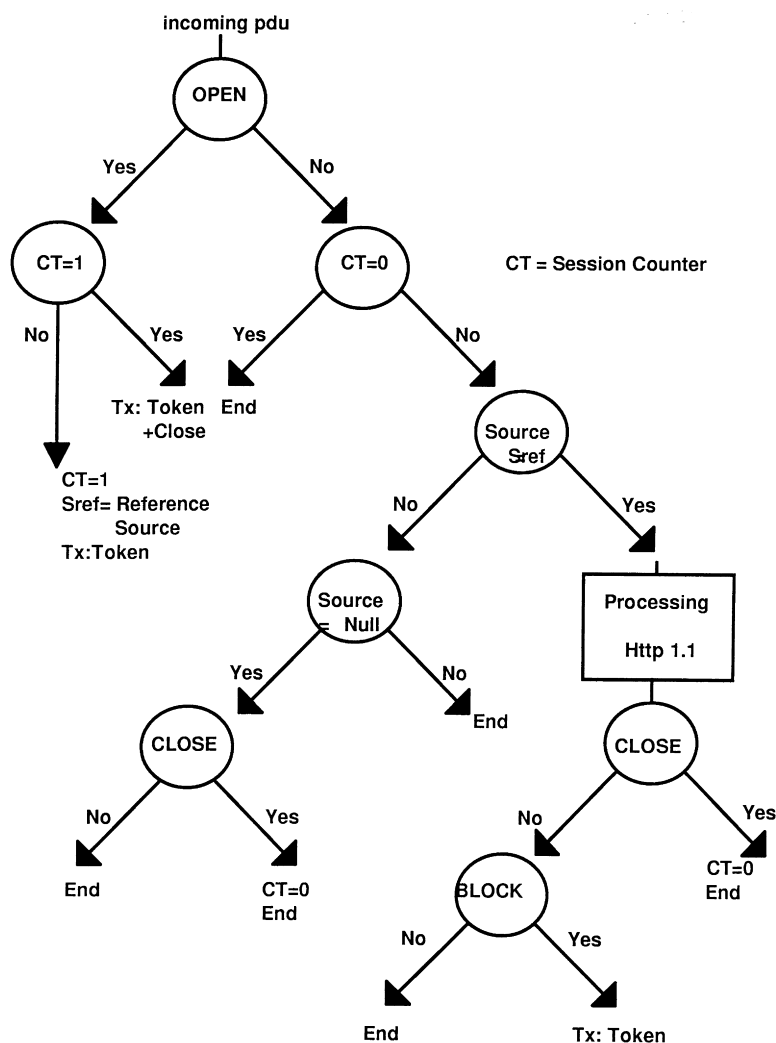 incoming pdu
OPEN
Yes
No
CT=1
CT=0
CT = Session Counter
No
Yes
Yes
No
Tx: Token
+Close
End
Source
= Sref
CT=1
Sref= Reference
Source
Tx:Token
No
Yes
Source
= Null
Processing
Http 1.1
Yes
No
End
CLOSE
CLOSE
No
Yes
No
Yes
End
CT=0
End
CT=0
End
BLOCK
No
Yes
End
Tx: Token